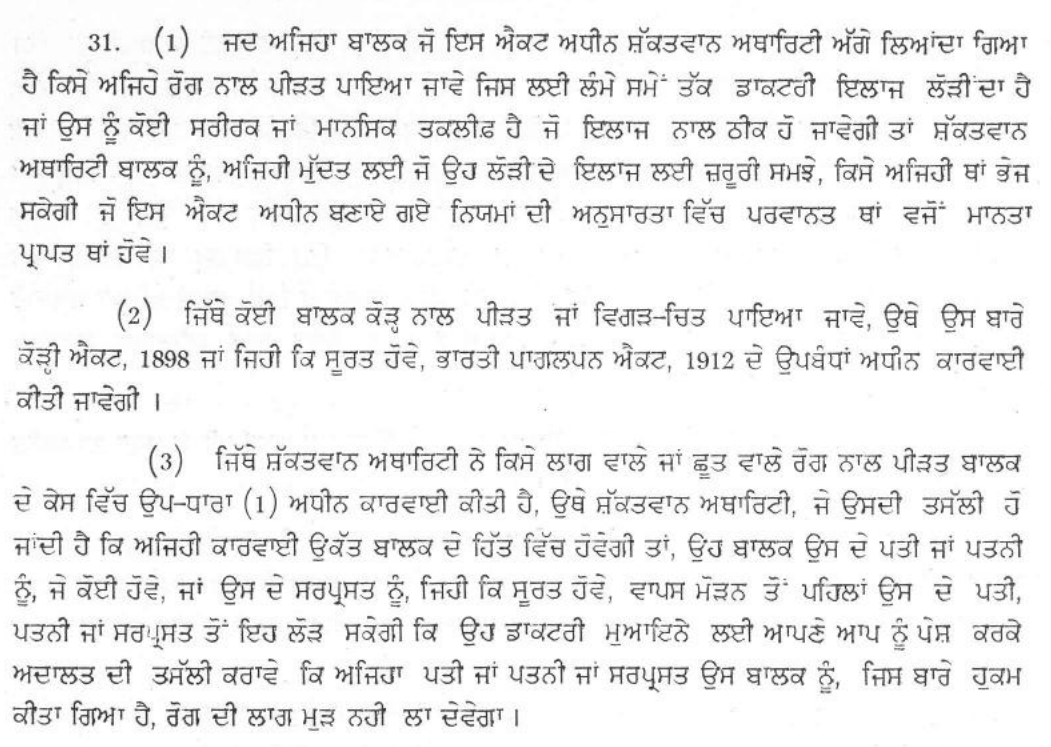 31. (1) ਜਦ ਅਜਿਹਾ ਬਾਲਕ ਜੋ ਇਸ ਐਕਟ ਅਧੀਨ ਸ਼ੱਕਤਵਾਨ ਅਥਾਰਿਟੀ ਅੱਗੇ ਲਿਆਂਦਾ ਗਿਆ
ਹੈ ਕਿਸੇ ਅਜਿਹੇ ਰੋਗ ਨਾਲ ਪੀੜਤ ਪਾਇਆ ਜਾਵੇ ਜਿਸ ਲਈ ਲੰਮੇ ਸਮੇਂ ਤੱਕ ਡਾਕਟਰੀ ਇਲਾਜ ਲੋੜੀਂਦਾ ਹੈ
ਜਾਂ ਉਸ ਨੂੰ ਕੋਈ ਸਰੀਰਕ ਜਾਂ ਮਾਨਸਿਕ ਤਕਲੀਫ਼ ਹੈ ਜੋ ਇਲਾਜ ਨਾਲ ਠੀਕ ਹੋ ਜਾਵੇਗੀ ਤਾਂ ਸ਼ੱਕਤਵਾਨ
ਅਥਾਰਿਟੀ ਬਾਲਕ ਨੂੰ, ਅਜਿਹੀ ਮੁੱਦਤ ਲਈ ਜੋ ਉਹ ਲੋੜੀਂਦੇ ਇਲਾਜ ਲਈ ਜ਼ਰੂਰੀ ਸਮਝੇ, ਕਿਸੇ ਅਜਿਹੀ ਥਾਂ ਭੇਜ
ਸਕੇਗੀ ਜੋ ਇਸ ਐਕਟ ਅਧੀਨ ਬਣਾਏ ਗਏ ਨਿਯਮਾਂ ਦੀ ਅਨੁਸਾਰਤਾ ਵਿੱਚ ਪਰਵਾਨਤ ਥਾਂ ਵਜੋਂ ਮਾਨਤਾ
ਪ੍ਰਾਪਤ ਥਾਂ ਹੋਵੇ ।
(2) ਜਿੱਥੇ ਕੋਈ ਬਾਲਕ ਕੋੜ੍ਹ ਨਾਲ ਪੀੜਤ ਜਾਂ ਵਿਗੜ-ਚਿਤ ਪਾਇਆ ਜਾਵੇ, ਉਥੇ ਉਸ ਬਾਰੇ
ਕੋੜ੍ਹੀ ਐਕਟ, 1898 ਜਾਂ ਜਿਹੀ ਕਿ ਸੂਰਤ ਹੋਵੇ, ਭਾਰਤੀ ਪਾਗਲਪਨ ਐਕਟ, 1912 ਦੇ ਉਪਬੰਧਾਂ ਅਧੀਨ ਕਾਰਵਾਈ
ਕੀਤੀ ਜਾਵੇਗੀ ।
(3) ਜਿੱਥੇ ਸ਼ੱਕਤਵਾਨ ਅਥਾਰਿਟੀ ਨੇ ਕਿਸੇ ਲਾਗ ਵਾਲੇ ਜਾਂ ਛੂਤ ਵਾਲੇ ਰੋਗ ਨਾਲ ਪੀੜਤ ਬਾਲਕ
ਦੇ ਕੇਸ ਵਿੱਚ ਉਪ-ਧਾਰਾ (1) ਅਧੀਨ ਕਾਰਵਾਈ ਕੀਤੀ ਹੈ, ਉਥੇ ਸ਼ੱਕਤਵਾਨ ਅਥਾਰਿਟੀ, ਜੇ ਉਸਦੀ ਤਸੱਲੀ ਹੋ
ਜਾਂਦੀ ਹੈ ਕਿ ਅਜਿਹੀ ਕਾਰਵਾਈ ਉਕੱਤ ਬਾਲਕ ਦੇ ਹਿੱਤ ਵਿੱਚ ਹੋਵੇਗੀ ਤਾਂ, ਉਹ ਬਾਲਕ ਉਸ ਦੇ ਪਤੀ ਜਾਂ ਪਤਨੀ
ਨੂੰ, ਜੇ ਕੋਈ ਹੋਵੇ, ਜਾਂ ਉਸ ਦੇ ਸਰਪ੍ਰਸਤ ਨੂੰ, ਜਿਹੀ ਕਿ ਸੂਰਤ ਹੋਵੇ, ਵਾਪਸ ਮੋੜਨ ਤੋਂ ਪਹਿਲਾਂ ਉਸ ਦੇ ਪਤੀ,
ਪਤਨੀ ਜਾਂ ਸਰਪ੍ਰਸਤ ਤੋਂ ਇਹ ਲੋੜ ਸਕੇਗੀ ਕਿ ਉਹ ਡਾਕਟਰੀ ਮੁਆਇਨੇ ਲਈ ਆਪਣੇ ਆਪ ਨੂੰ ਪੇਸ਼ ਕਰਕੇ
ਅਦਾਲਤ ਦੀ ਤਸੱਲੀ ਕਰਾਵੇ ਕਿ ਅਜਿਹਾ ਪਤੀ ਜਾਂ ਪਤਨੀ ਜਾਂ ਸਰਪ੍ਰਸਤ ਉਸ ਬਾਲਕ ਨੂੰ, ਜਿਸ ਬਾਰੇ ਹੁਕਮ
ਕੀਤਾ ਗਿਆ ਹੈ, ਰੋਗ ਦੀ ਲਾਗ ਮੁੜ ਨਹੀ ਲਾ ਦੇਵੇਗਾ ।